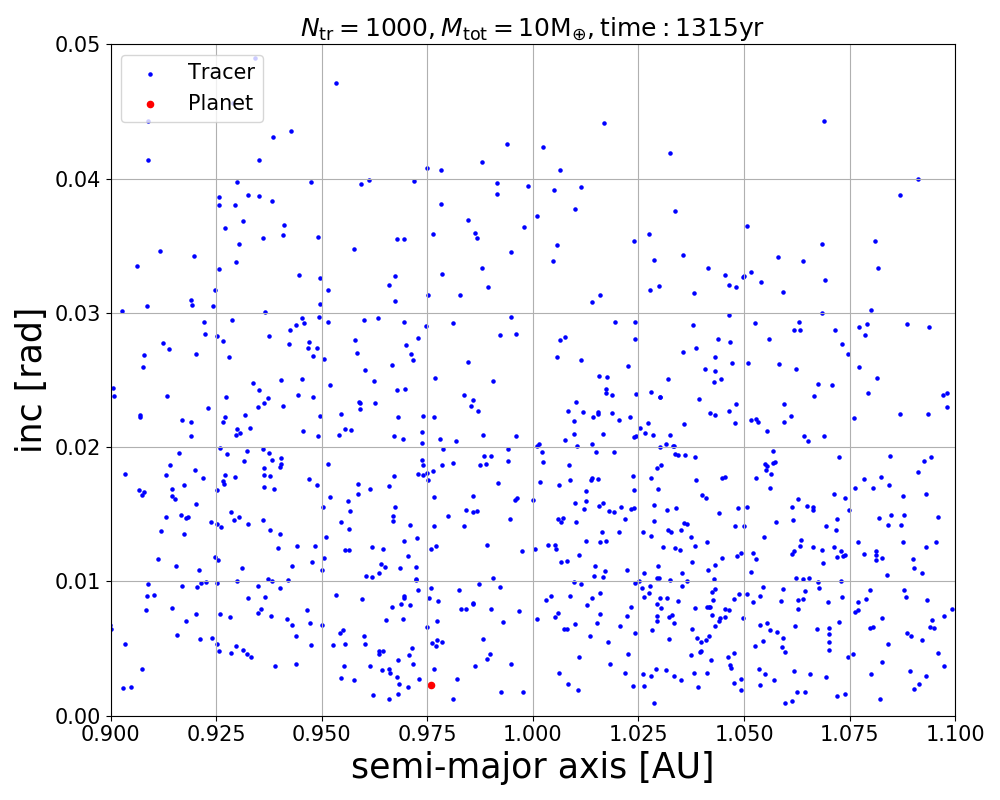 N_tr = 1000, M_tot = 10M_⊕, time : 1315yr
0.05
Tracer
Planet
0.04
0.03
0.02
0.01
0.00
inc [rad]
0.900 0.925 0.950 0.975 1.000 1.025 1.050 1.075 1.100
semi-major axis [AU]